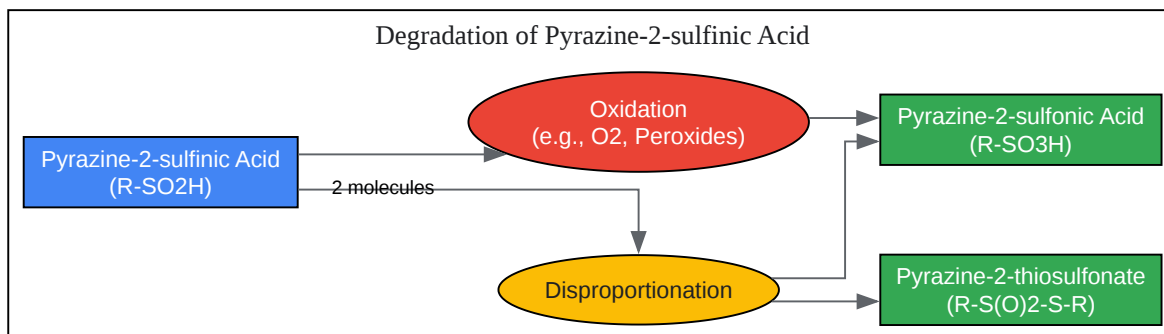 Degradation of Pyrazine-2-sulfinic Acid
Oxidation
(e.g., O2, Peroxides)
Pyrazine-2-sulfonic Acid
(R-SO3H)
Pyrazine-2-sulfinic Acid
(R-SO2H)
2 molecules
Disproportionation
Pyrazine-2-thiosulfonate
(R-S(O)2-S-R)